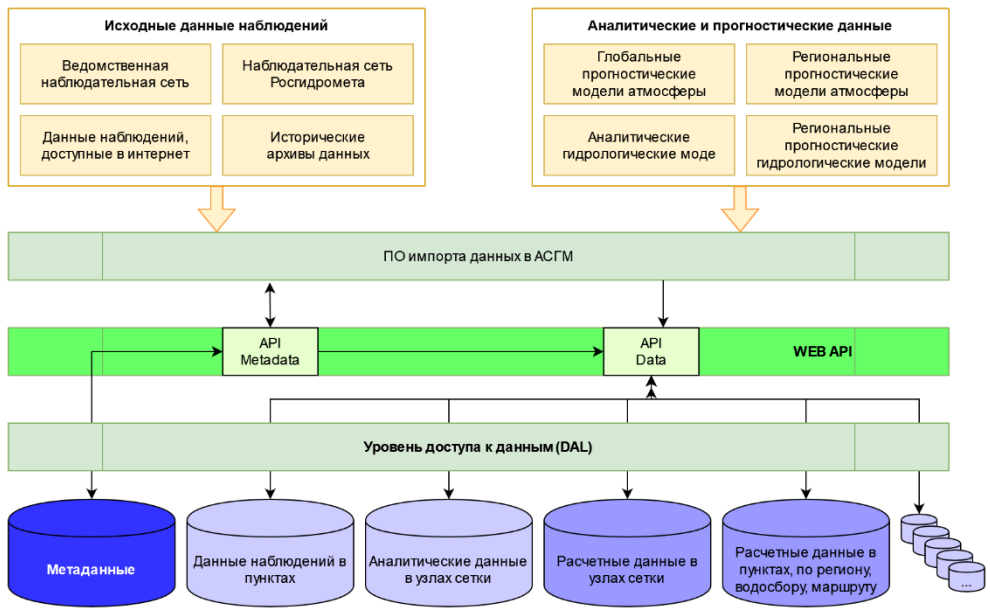 Исходные данные наблюдений
Ведомственная
наблюдательная сеть
Наблюдательная сеть
Росгидромета
Данные наблюдений,
доступные в интернет
Исторические
архивы данных
Аналитические и прогностические данные
Глобальные
прогностические
модели атмосферы
Региональные
прогностические
модели атмосферы
Аналитические
гидрологические моде
Региональные
прогностические
гидрологические модели
ПО импорта данных в АСГМ
API
Metadata
API
Data
WEB API
Уровень доступа к данным (DAL)
Метаданные
Данные наблюдений в
пунктах
Аналитические данные
в узлах сетки
Расчетные данные в
узлах сетки
Расчетные данные в
пунктах, по региону,
водосбору, маршруту
...